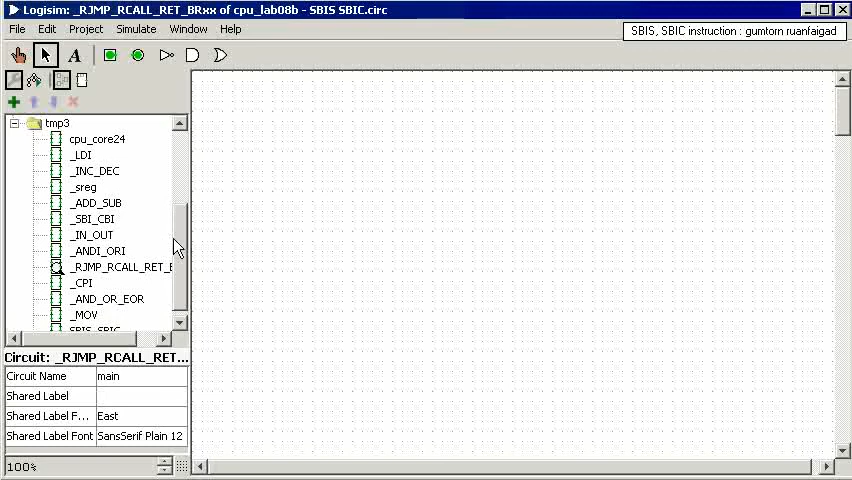 Logisim: _RJMP_RCALL_RET_BRxx of cpu_lab08b - SBIS SBIC.circ
File Edit Project Simulate Window Help
SBIS, SBIC instruction : gumtorn ruanfaigad
A
tmp3
cpu_core24
_LDI
_INC_DEC
_sreg
_ADD_SUB
_SBI_CBI
_IN_OUT
_ANDI_ORI
_RJMP_RCALL_RET_B
_CPI
_AND_OR_EOR
_MOV
SBIS_SBIC
Circuit: _RJMP_RCALL_RET...
Circuit Name main
Shared Label
Shared Label F... East
Shared Label Font SansSerif Plain 12
100%